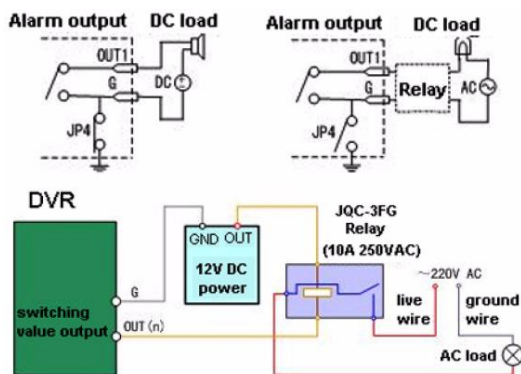 Alarm output DC load
OUT1
G
DC
JP4
Alarm output DC load
OUT1
G
Relay
AC
JP4
DVR
switching
value output
G
OUT (n)
GND OUT
12V DC
power
JQC-3FG
Relay
(10A 250VAC)
~220V AC
live
wire
ground
wire
AC load